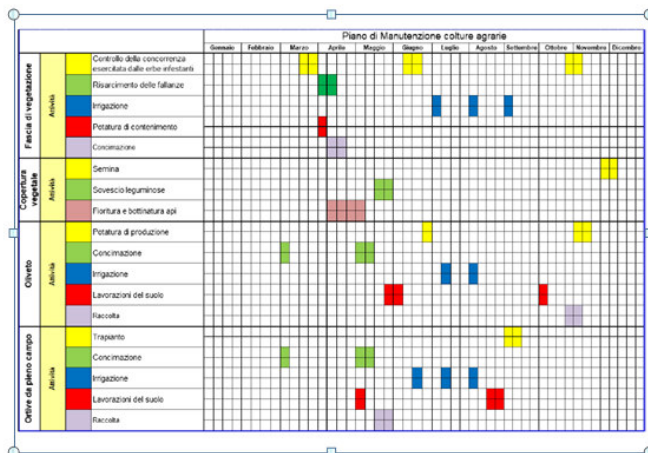 Piano di Manutenzione colture agrarie
Gennaio Febbraio Marzo Aprile Maggio Giugno Luglio Agosto Settembre Ottobre Novembre Dicembre
Fascia di vegetazione
Attività
Controllo della concorrenza
esercitata dalle erbe infestanti
Risarcimento delle fallanze
Irrigazione
Potatura di contenimento
Concimazione
Copertura
vegetale
Attività
Semina
Sovescio leguminose
Fioritura e bottinatura api
Oliveto
Attività
Potatura di produzione
Concimazione
Irrigazione
Lavorazioni del suolo
Raccolta
Ortive da pieno campo
Attività
Trapianto
Concimazione
Irrigazione
Lavorazioni del suolo
Raccolta